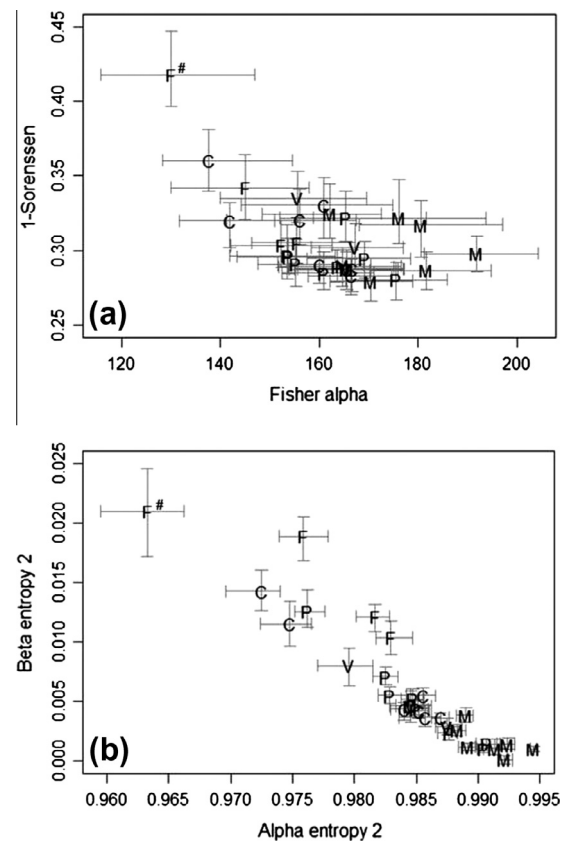 0.45
0.40
0.35
0.30
0.25
1-Sorenssen
F#
C
F
V
C
M
P
M
M
C
C
M
(a)
120 140 160 180 200
Fisher alpha
0.025
0.020
0.015
0.010
0.005
0.000
Beta entropy 2
F#
F
C
P
C
F
F
V
P
P
C
M
M
(b)
0.960 0.965 0.970 0.975 0.980 0.985 0.990 0.995
Alpha entropy 2